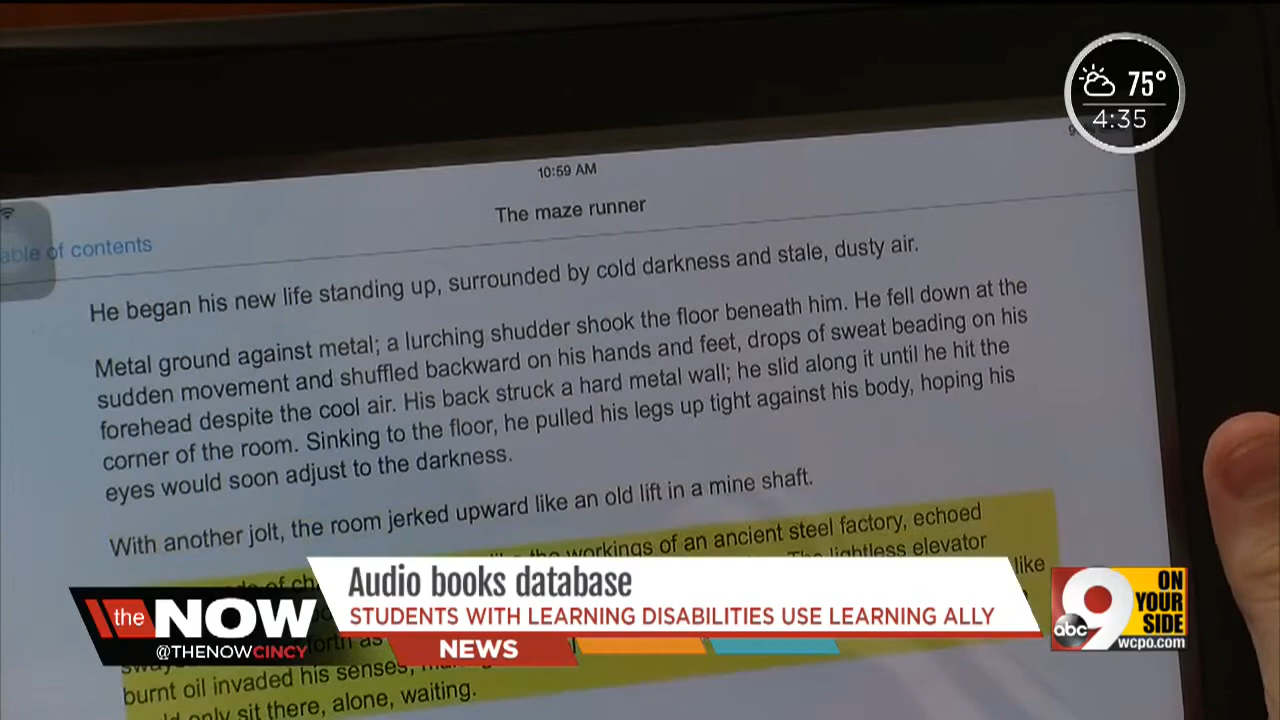 75°
4:35
10:59 AM
The maze runner
able of contents
He began his new life standing up, surrounded by cold darkness and stale, dusty air.
Metal ground against metal; a lurching shudder shook the floor beneath him. He fell down at the
sudden movement and shuffled backward on his hands and feet, drops of sweat beading on his
forehead despite the cool air. His back struck a hard metal wall; he slid along it until he hit the
corner of the room. Sinking to the floor, he pulled his legs up tight against his body, hoping his
eyes would soon adjust to the darkness.
With another jolt, the room jerked upward like an old lift in a mine shaft.
of workings of an ancient steel factory, echoed
lightless elevator
like
forth as
burnt oil invaded his senses,
only sit there, alone, waiting.
Audio books database
STUDENTS WITH LEARNING DISABILITIES USE LEARNING ALLY
the NOW
@THENOWCINCY
NEWS
abc 9 ON YOUR SIDE
wcpo.com